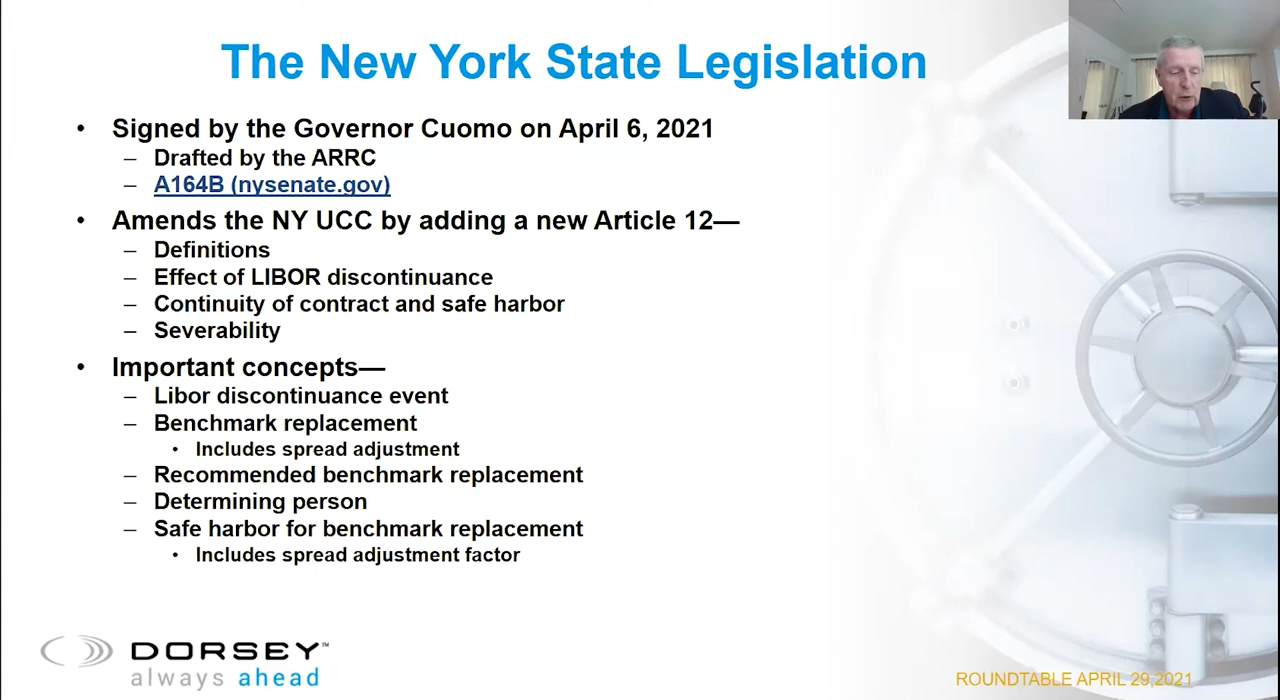 The New York State Legislation
• Signed by the Governor Cuomo on April 6, 2021
– Drafted by the ARRC
– A164B (nysenate.gov)
• Amends the NY UCC by adding a new Article 12—
– Definitions
– Effect of LIBOR discontinuance
– Continuity of contract and safe harbor
– Severability
• Important concepts—
– Libor discontinuance event
– Benchmark replacement
• Includes spread adjustment
– Recommended benchmark replacement
– Determining person
– Safe harbor for benchmark replacement
• Includes spread adjustment factor
DORSEY™
always ahead
ROUNDTABLE APRIL 29,2021